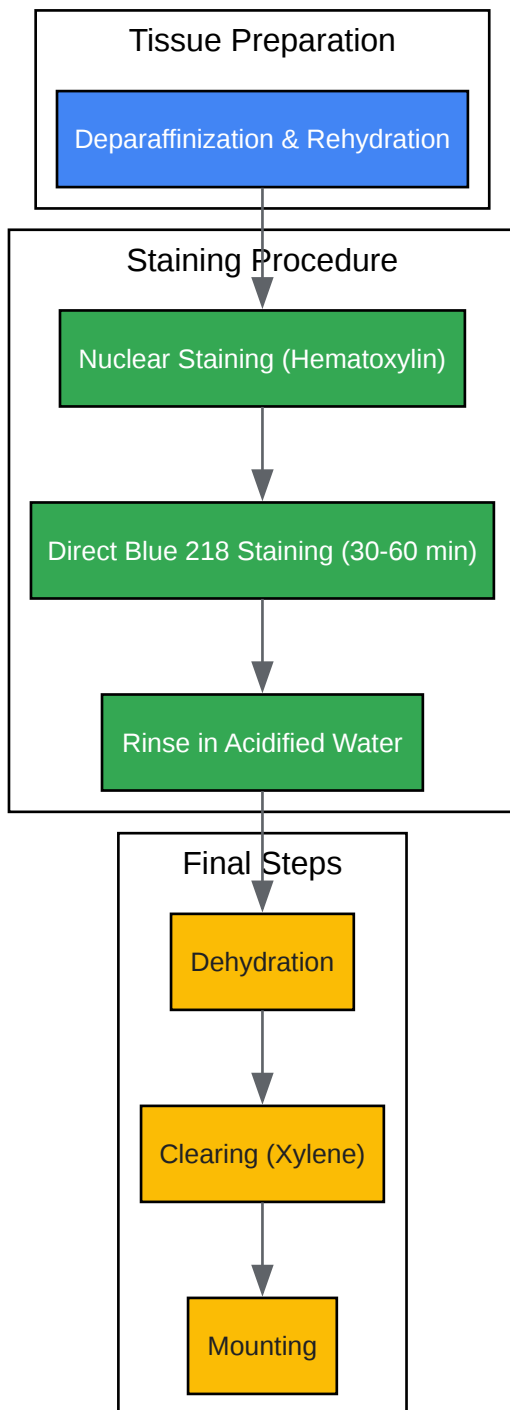 Tissue Preparation
Deparaffinization & Rehydration
Staining Procedure
Nuclear Staining (Hematoxylin)
Direct Blue 218 Staining (30-60 min)
Rinse in Acidified Water
Final Steps
Dehydration
Clearing (Xylene)
Mounting